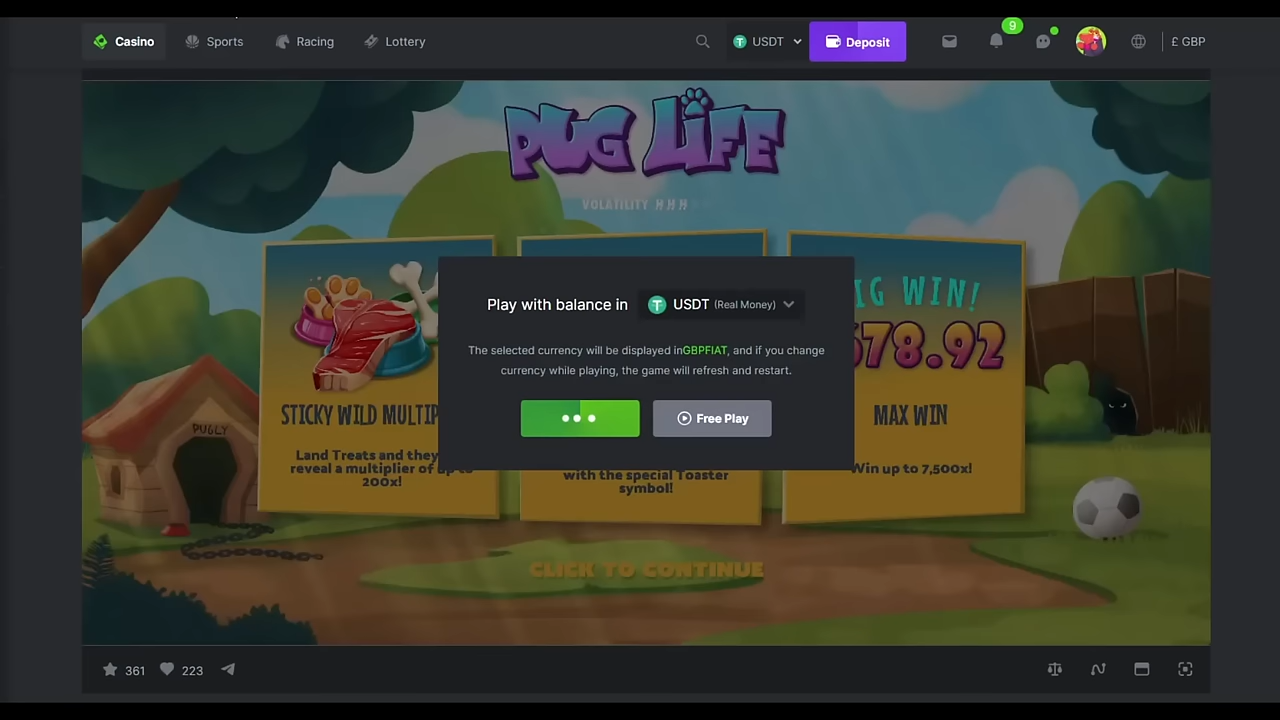 Casino
Sports
Racing
Lottery
USDT
Deposit
9
£ GBP
PUG LIFE
VOLATILITY
Play with balance in USDT (Real Money)
The selected currency will be displayed inGBPFIAT, and if you change
currency while playing, the game will refresh and restart.
Free Play
STICKY WILD MULTIP
Land Treats and they
reveal a multiplier of up to
200x!
with the special Toaster
symbol!
IG WIN!
678.92
MAX WIN
Win up to 7,500x!
PUGLY
CLICK TO CONTINUE
361
223